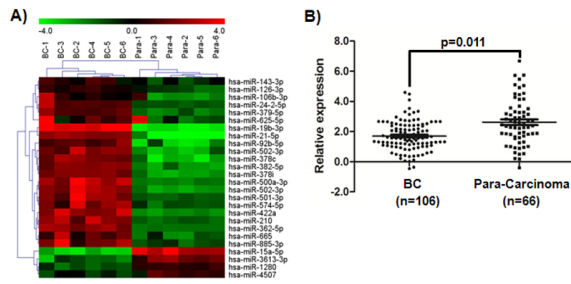 A)
-4.0 0.0 4.0
BC-1 BC-3 BC-2 BC-4 BC-5 BC-6 Para-1 Para-3 Para-4 Para-2 Para-5 Para-6
hsa-miR-143-3p
hsa-miR-126-3p
hsa-miR-106b-3p
hsa-miR-24-2-5p
hsa-miR-379-5p
hsa-miR-625-5p
hsa-miR-19b-3p
hsa-miR-21-5p
hsa-miR-92b-5p
hsa-miR-502-3p
hsa-miR-378c
hsa-miR-382-5p
hsa-miR-378i
hsa-miR-500a-3p
hsa-miR-502-3p
hsa-miR-501-3p
hsa-miR-574-5p
hsa-miR-422a
hsa-miR-210
hsa-miR-362-5p
hsa-miR-665
hsa-miR-885-3p
hsa-miR-15a-5p
hsa-miR-3613-3p
hsa-miR-1280
hsa-miR-4507
B)
p=0.011
Relative expression
8.0
6.0
4.0
2.0
0.0
-2.0
BC Para-Carcinoma
(n=106) (n=66)